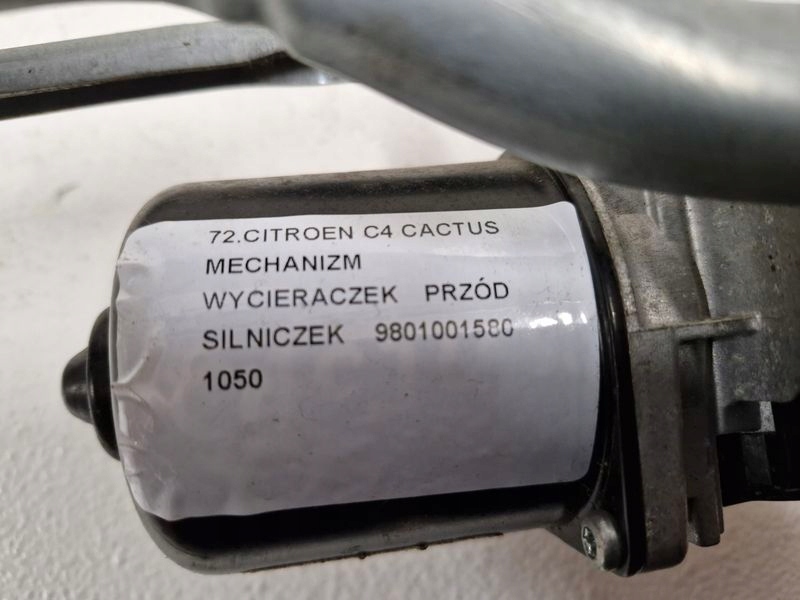 72.CITROEN C4 CACTUS
MECHANIZM
WYCIERACZEK PRZÓD
SILNICZEK 9801001580
1050